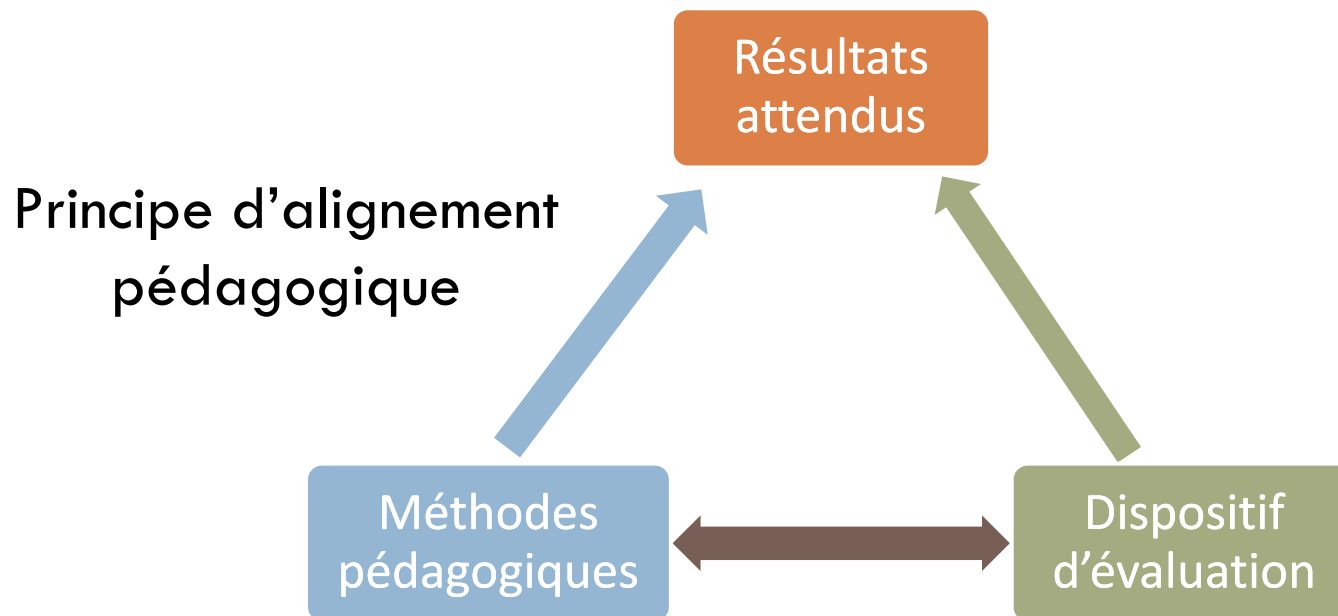 Résultats
attendus
Principe d’alignement
pédagogique
Méthodes
pédagogiques
Dispositif
d’évaluation